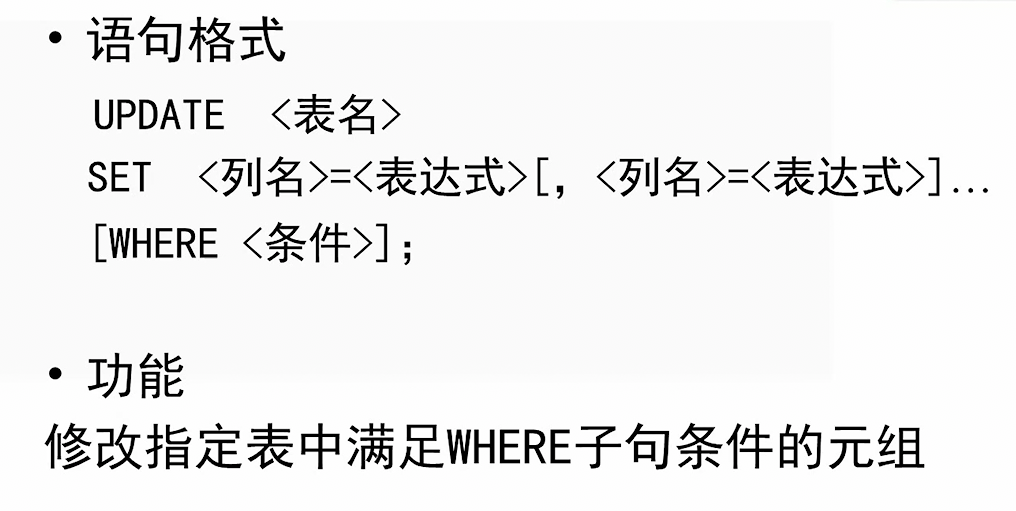 • 语句格式
UPDATE <表名>
SET <列名>=<表达式>[，<列名>=<表达式>]…
[WHERE <条件>]；
• 功能
修改指定表中满足WHERE子句条件的元组